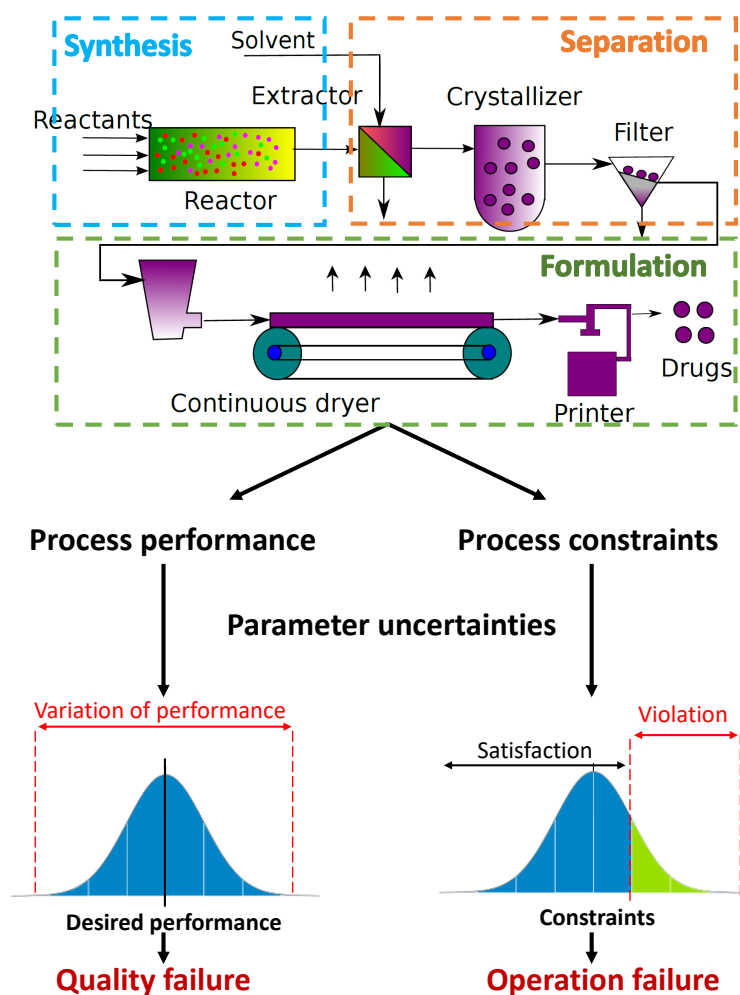 Synthesis
Solvent
Separation
Reactants
Extractor
Crystallizer
Filter
Reactor
Formulation
Continuous dryer
Printer
Drugs
Process performance
Process constraints
Parameter uncertainties
Variation of performance
Violation
Satisfaction
Desired performance
Constraints
Quality failure
Operation failure